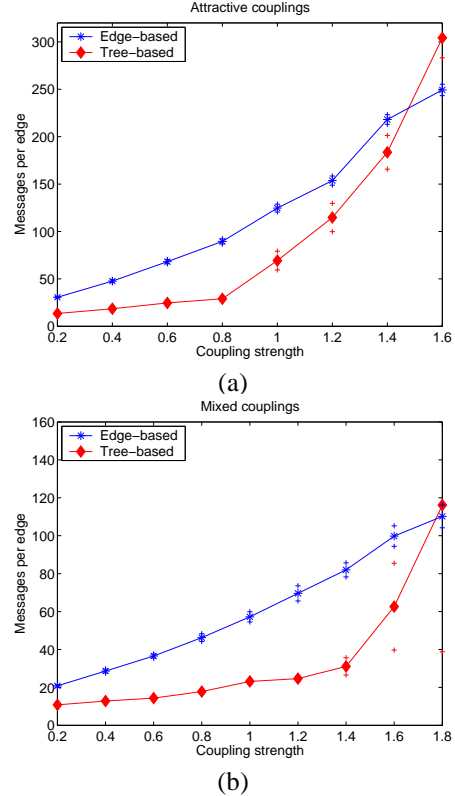 Attractive couplings
300
250
200
150
100
50
0
Messages per edge
Edge-based
Tree-based
0.2 0.4 0.6 0.8 1 1.2 1.4 1.6
Coupling strength
(a)
Mixed couplings
160
140
120
100
80
60
40
20
0
Messages per edge
Edge-based
Tree-based
0.2 0.4 0.6 0.8 1 1.2 1.4 1.6 1.8
Coupling strength
(b)